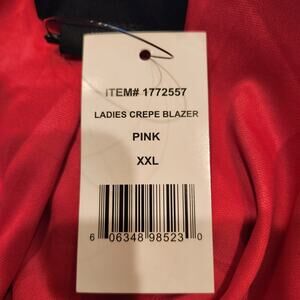 ITEM# 1772557
LADIES CREPE BLAZER
PINK
XXL
6 06348 98523 0